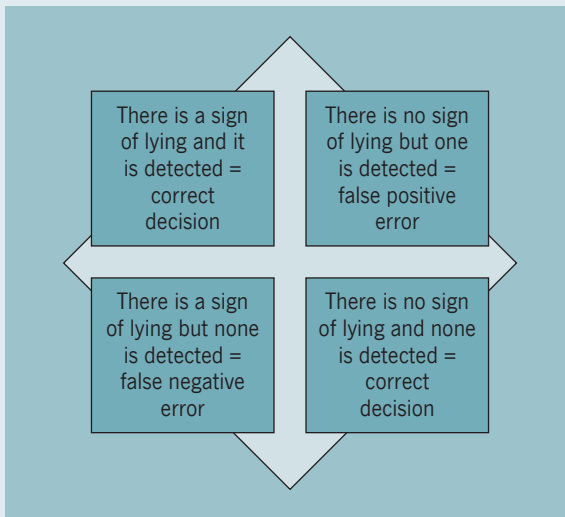 There is a sign
of lying and it
is detected =
correct
decision
There is no sign
of lying but one
is detected =
false positive
error
There is a sign
of lying but none
is detected =
false negative
error
There is no sign
of lying and none
is detected =
correct
decision